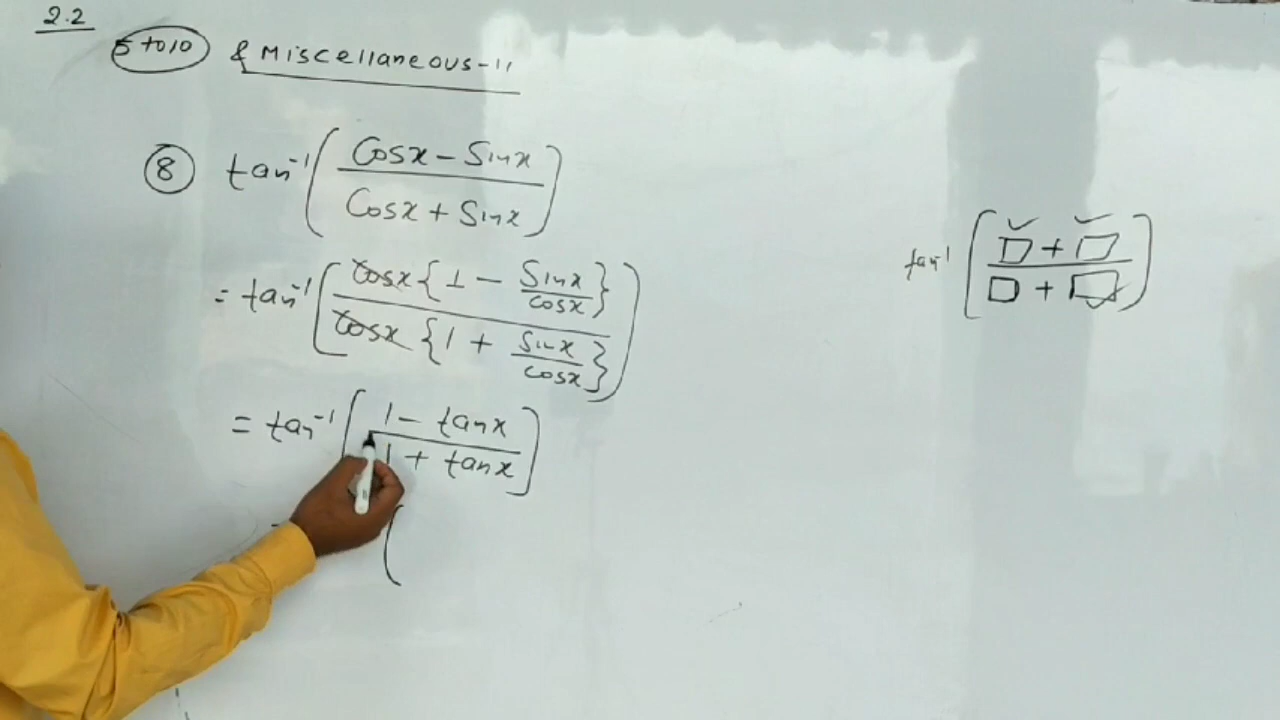 2.2
5 to 10 & Miscellaneous - 11
8 tan⁻¹ ( Cosx - Sinx / Cosx + Sinx )
= tan⁻¹ ( Cosx { 1 - Sinx / cosx } / Cosx { 1 + Sinx / cosx } )
tan⁻¹ [ □ + □ / □ + □ ]
= tan⁻¹ [ 1 - tanx / 1 + tanx ]
(